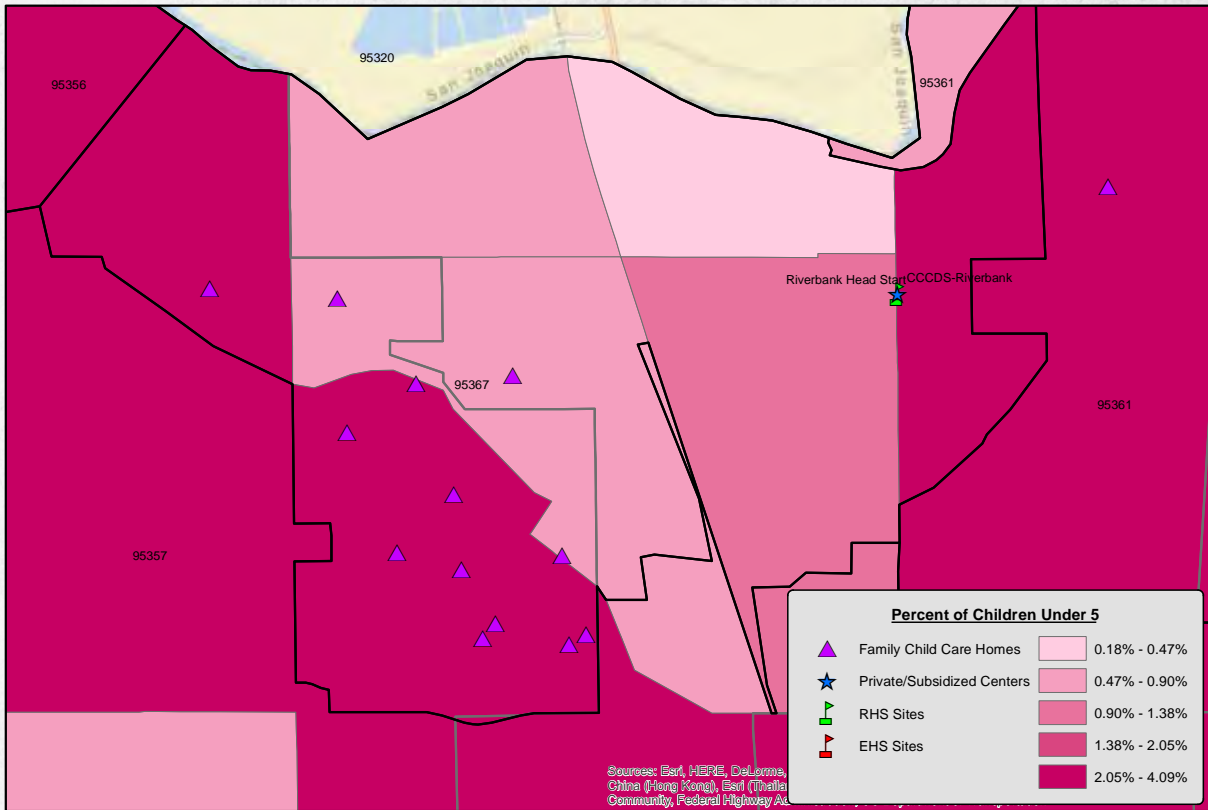 95320
95356
San Joaquin
San Joaquin
95361
Riverbank Head Start
CCCDS-Riverbank
95367
95361
95357
Percent of Children Under 5
Family Child Care Homes
0.18% - 0.47%
Private/Subsidized Centers
0.47% - 0.90%
RHS Sites
0.90% - 1.38%
EHS Sites
1.38% - 2.05%
2.05% - 4.09%
Sources: Esri, HERE, DeLorme,
China (Hong Kong), Esri
Community, Federal Highway